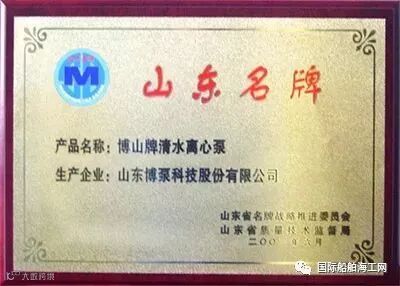 山东名牌
产品名称：博山牌清水离心泵
生产企业：山东博泵科技股份有限公司
山东省名牌战略推进委员会
山东省质量技术监督局
国际船舶海工网